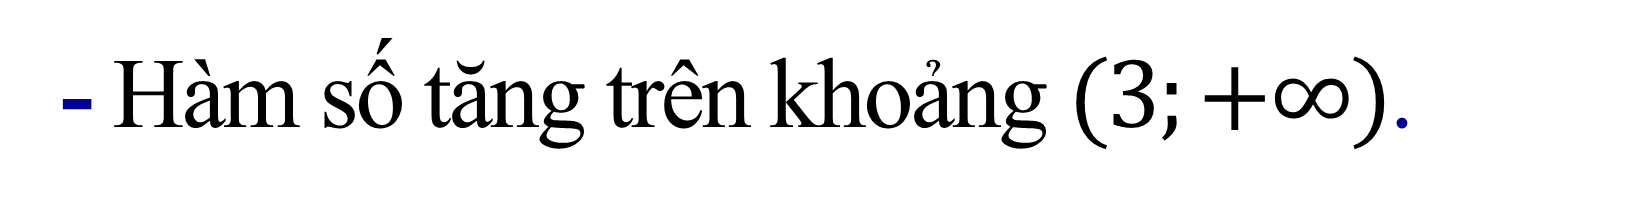 - Hàm số tăng trên khoảng (3; +∞).